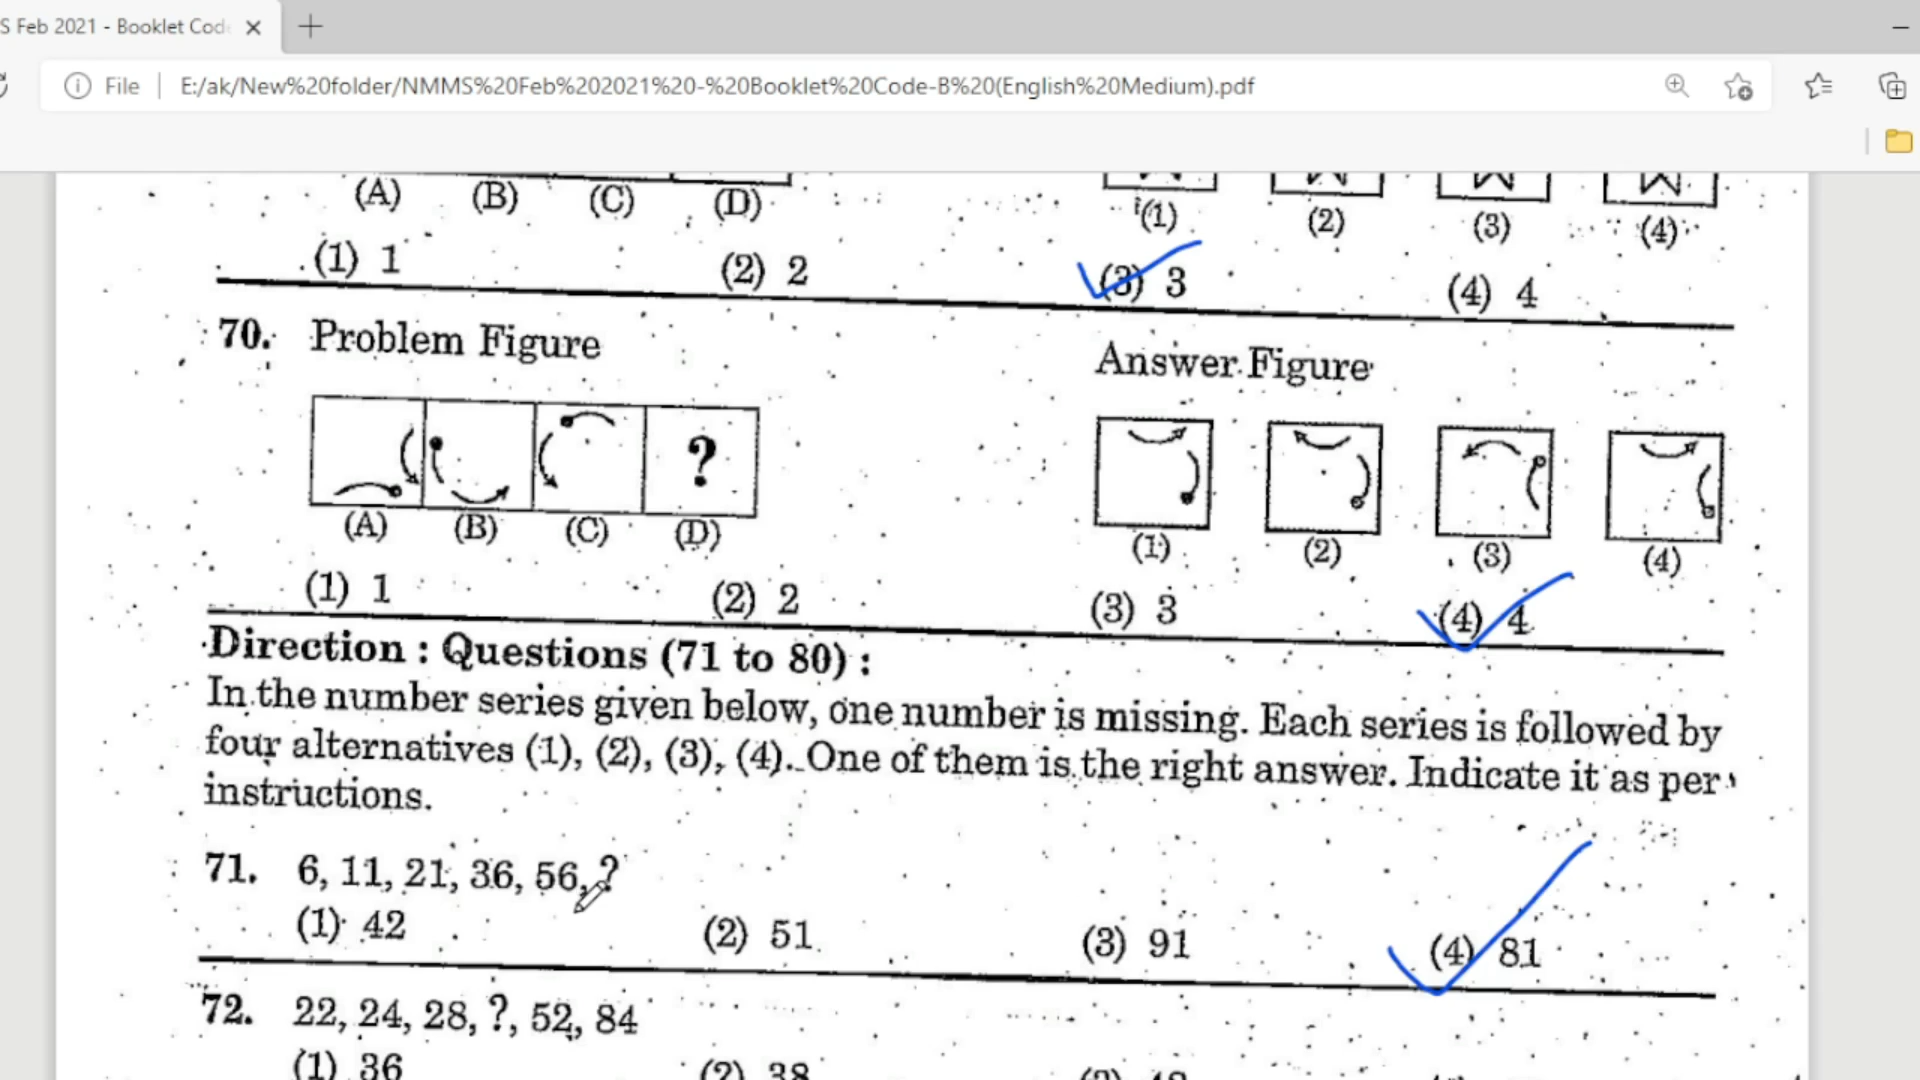 S Feb 2021 - Booklet Cod
File
E:/ak/New%20folder/NMMS%20Feb%202021%20-%20Booklet%20Code-B%20(English%20Medium).pdf
(A) (B) (C) (D) (1) (2) (3) (4)
(1) 1 (2) 2 (3) 3 (4) 4
70. Problem Figure Answer Figure
?
(A) (B) (C) (D) (1) (2) (3) (4)
(1) 1 (2) 2 (3) 3 (4) 4
Direction : Questions (71 to 80) :
In the number series given below, one number is missing. Each series is followed by
four alternatives (1), (2), (3), (4). One of them is the right answer. Indicate it as per
instructions.
71. 6, 11, 21, 36, 56, ?
(1) 42 (2) 51 (3) 91 (4) 81
72. 22, 24, 28, ?, 52, 84
(1) 36 (2) 38